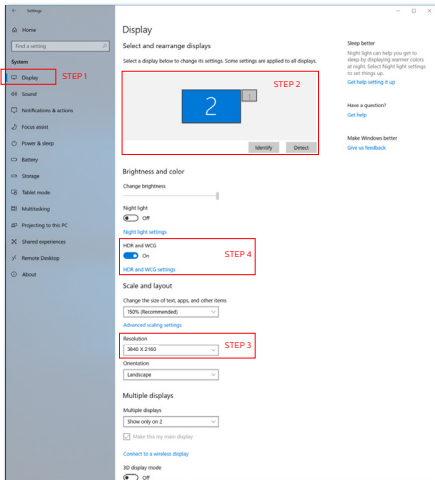 Settings
Home
Find a setting
System
Display
STEP 1
Sound
Notifications & actions
Focus assist
Power & sleep
Battery
Storage
Tablet mode
Multitasking
Projecting to this PC
Shared experiences
Remote Desktop
About
Display
Select and rearrange displays
Select a display below to change its settings. Some settings are applied to all displays.
STEP 2
2
1
Identify
Detect
Brightness and color
Change brightness
Night light
Off
Night light settings
HDR and WCG
On
STEP 4
HDR and WCG settings
Scale and layout
Change the size of text, apps, and other items
150% (Recommended)
Advanced scaling settings
Resolution
3840 X 2160
STEP 3
Orientation
Landscape
Multiple displays
Multiple displays
Show only on 2
Make this my main display
Connect to a wireless display
3D display mode
Off
Sleep better
Night light can help you get to
sleep by displaying warmer colors
at night. Select Night light settings
to set things up.
Get help setting it up
Have a question?
Get help
Make Windows better
Give us feedback